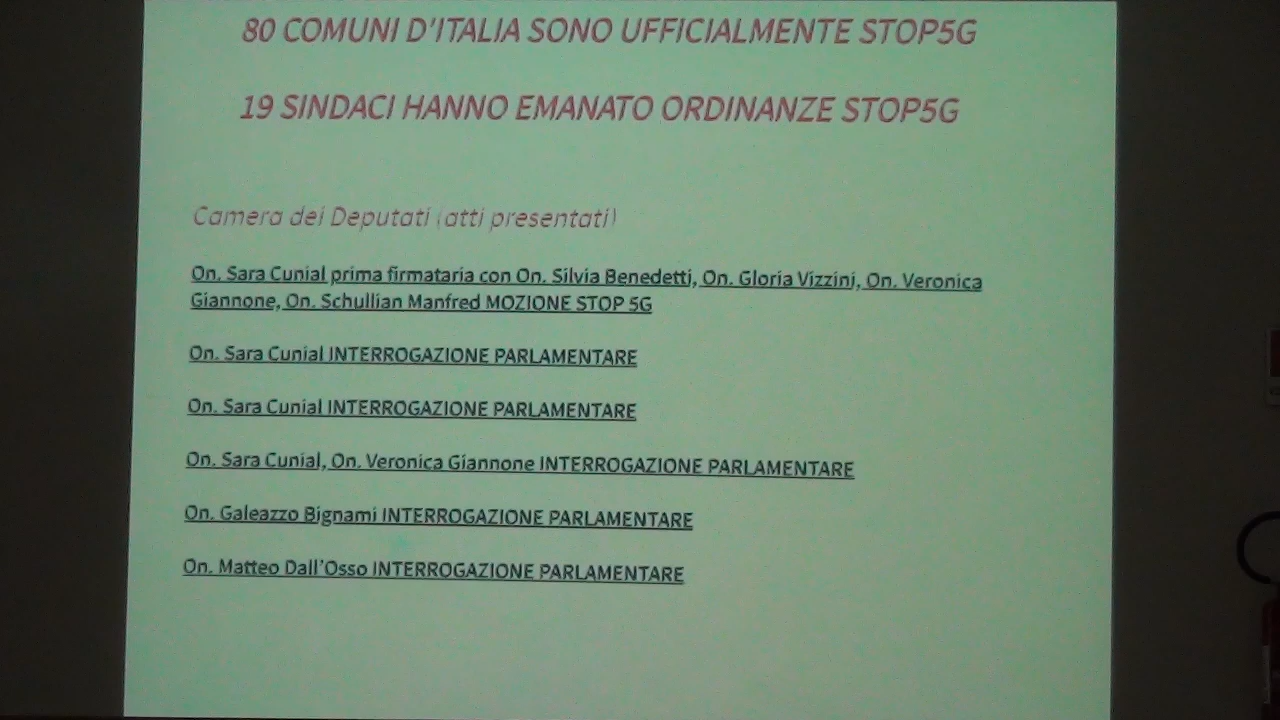 80 COMUNI D'ITALIA SONO UFFICIALMENTE STOP5G
19 SINDACI HANNO EMANATO ORDINANZE STOP5G
Camera dei Deputati (atti presentati)
On. Sara Cunial prima firmataria con On. Silvia Benedetti, On. Gloria Vizzini, On. Veronica
Giannone, On. Schullian Manfred MOZIONE STOP 5G
On. Sara Cunial INTERROGAZIONE PARLAMENTARE
On. Sara Cunial INTERROGAZIONE PARLAMENTARE
On. Sara Cunial, On. Veronica Giannone INTERROGAZIONE PARLAMENTARE
On. Galeazzo Bignami INTERROGAZIONE PARLAMENTARE
On. Matteo Dall'Osso INTERROGAZIONE PARLAMENTARE